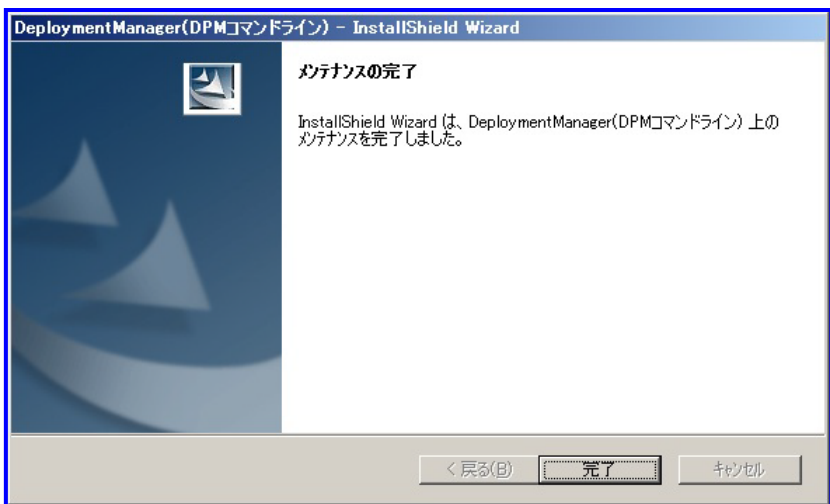 DeploymentManager(DPMコマンドライン) - InstallShield Wizard
メンテナンスの完了
InstallShield Wizard は、DeploymentManager(DPMコマンドライン) 上の
メンテナンスを完了しました。
< 戻る(B)
完了
キャンセル